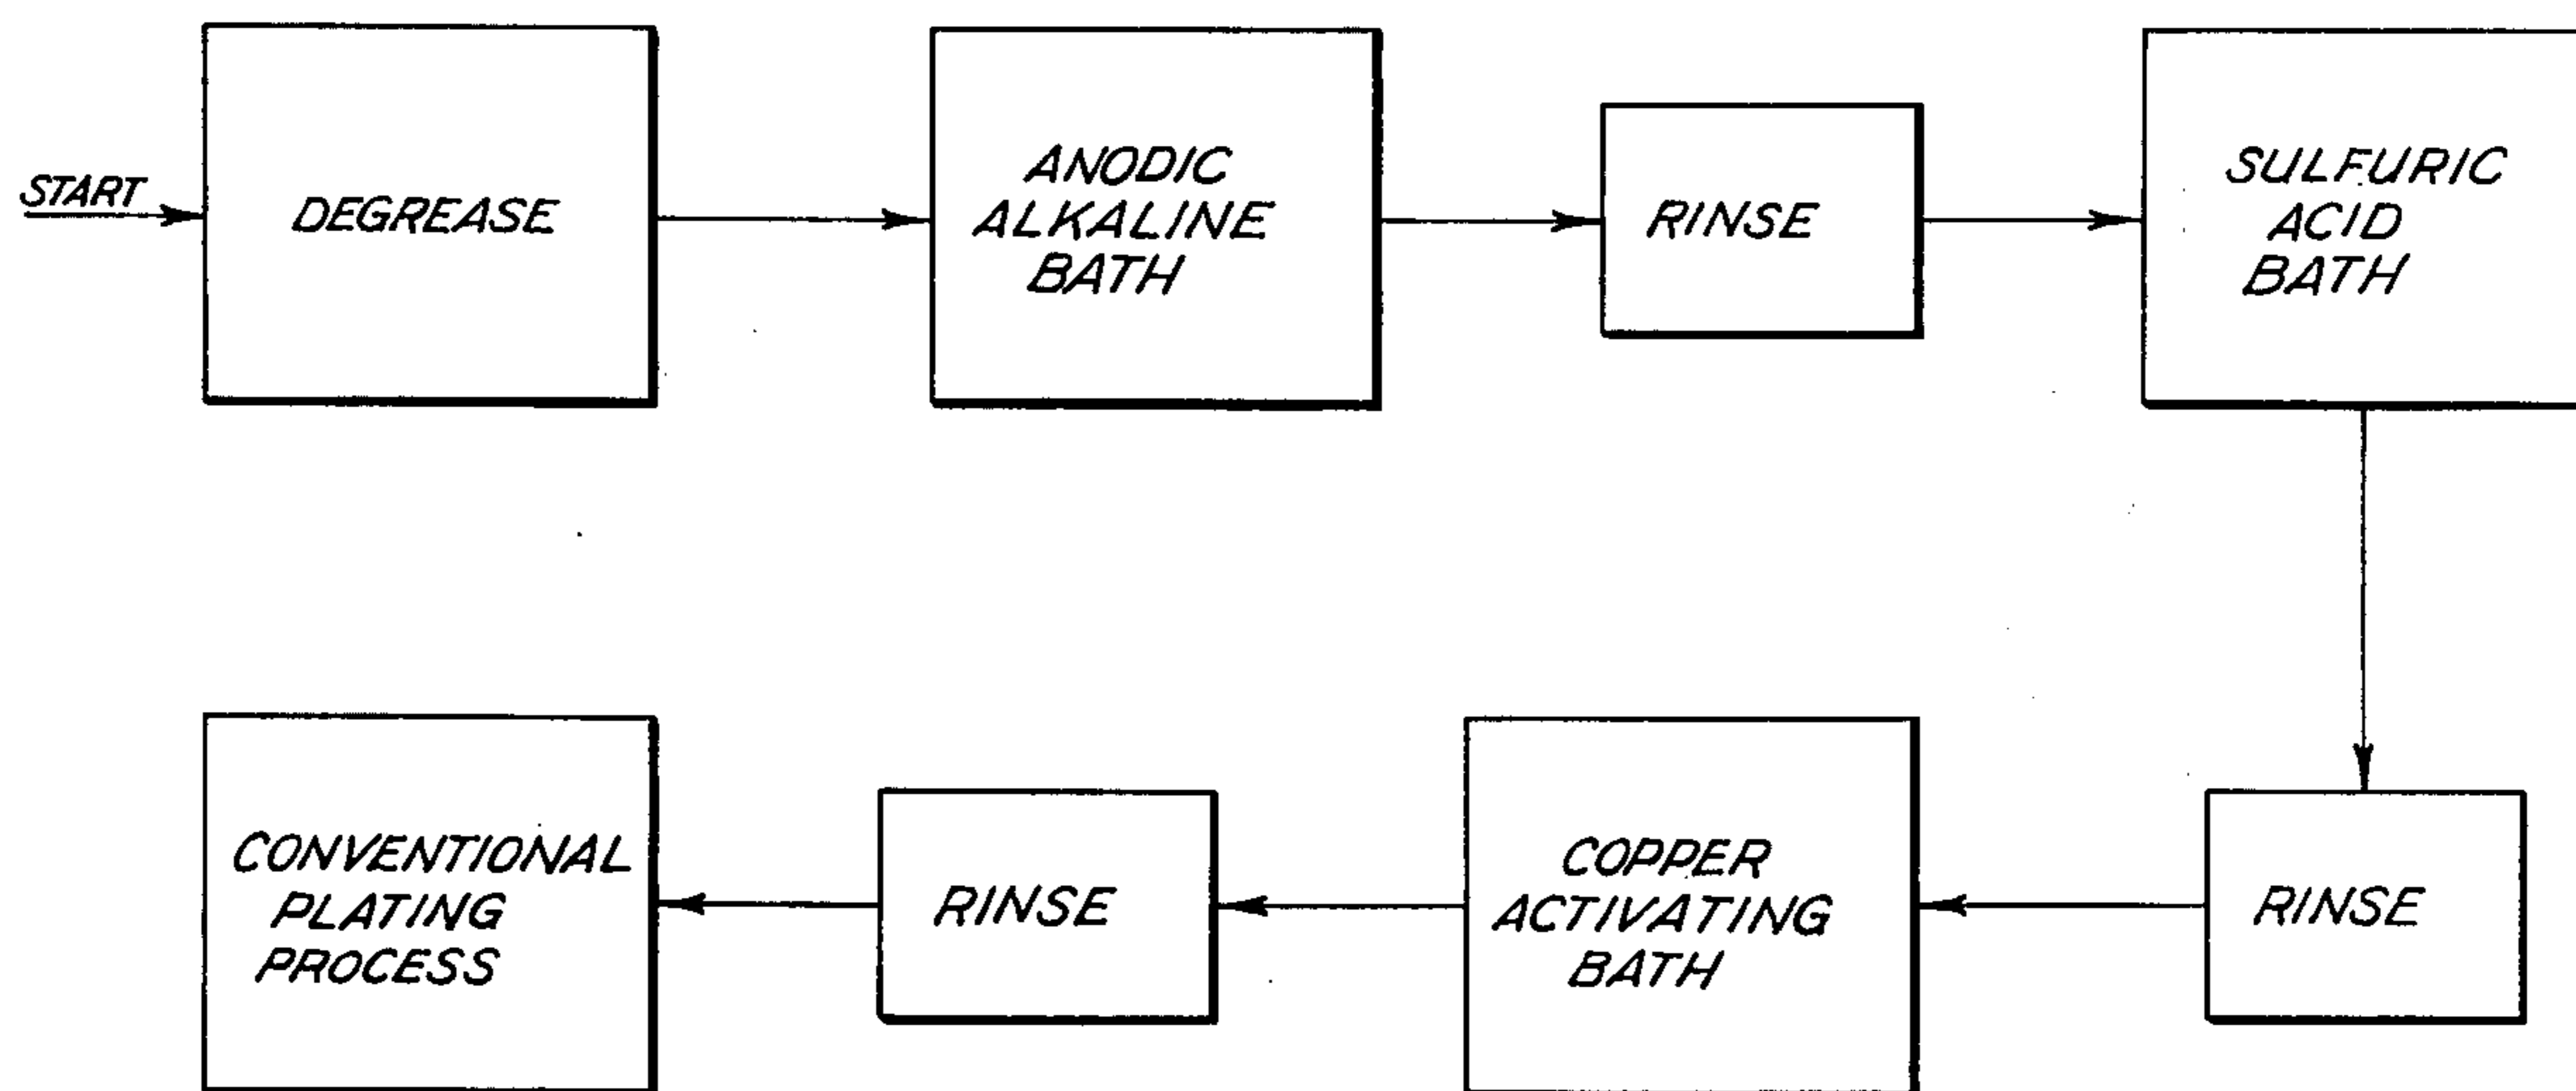 START
DEGREASE
ANODIC
ALKALINE
BATH
RINSE
SULFURIC
ACID
BATH
RINSE
COPPER
ACTIVATING
BATH
RINSE
CONVENTIONAL
PLATING
PROCESS